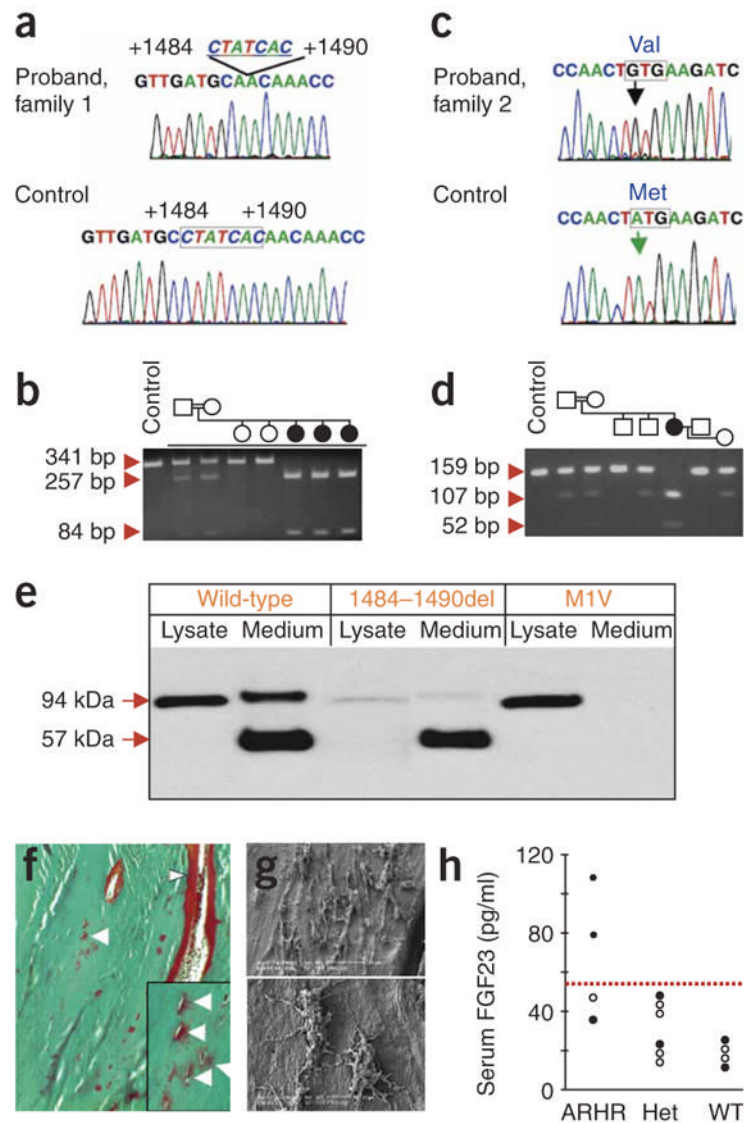 a
+1484 CTATCAC +1490
Proband,
family 1
GTTGATGCAACAAACC
Control
+1484 +1490
GTTGATGCCTATCACAACAAACC
b
Control
341 bp
257 bp
84 bp
c
Val
Proband,
family 2
CCAACTGTGAAGATC
Control
Met
CCAACTATGAAGATC
d
Control
159 bp
107 bp
52 bp
e
Wild-type 1484–1490del M1V
Lysate Medium Lysate Medium Lysate Medium
94 kDa
57 kDa
f
g
h
Serum FGF23 (pg/ml)
120
80
40
0
ARHR Het WT